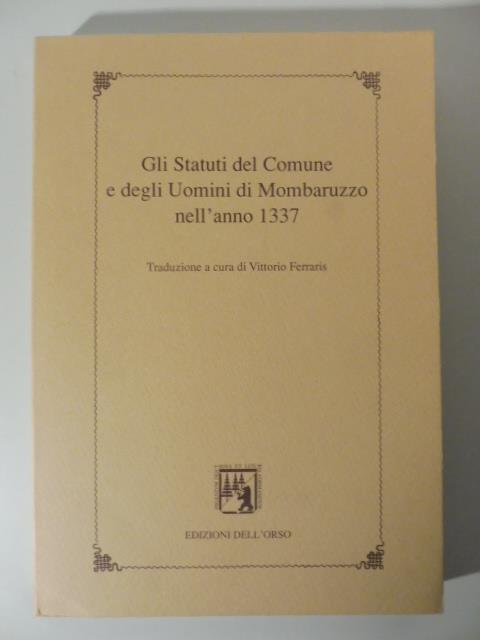 Gli Statuti del Comune
e degli Uomini di Mombaruzzo
nell'anno 1337
Traduzione a cura di Vittorio Ferraris
EDIZIONI DELL'ORSO